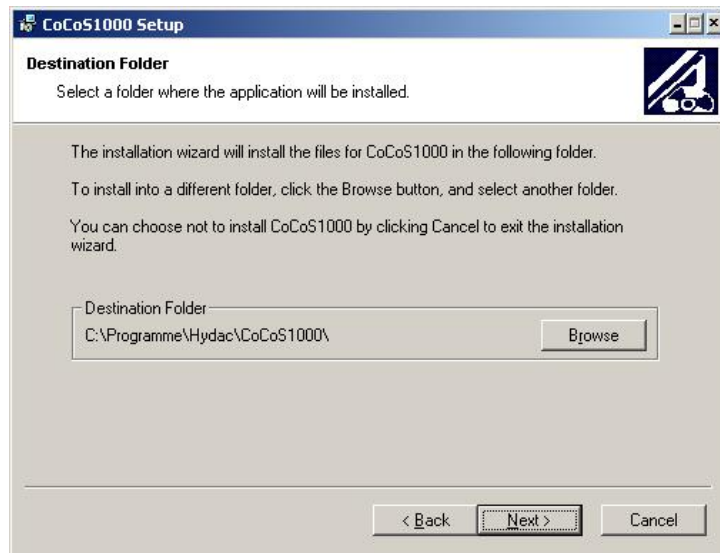 CoCoS1000 Setup
Destination Folder
Select a folder where the application will be installed.
The installation wizard will install the files for CoCoS1000 in the following folder.
To install into a different folder, click the Browse button, and select another folder.
You can choose not to install CoCoS1000 by clicking Cancel to exit the installation
wizard.
Destination Folder
C:\Programme\Hydac\CoCoS1000\
Browse
< Back
Next >
Cancel